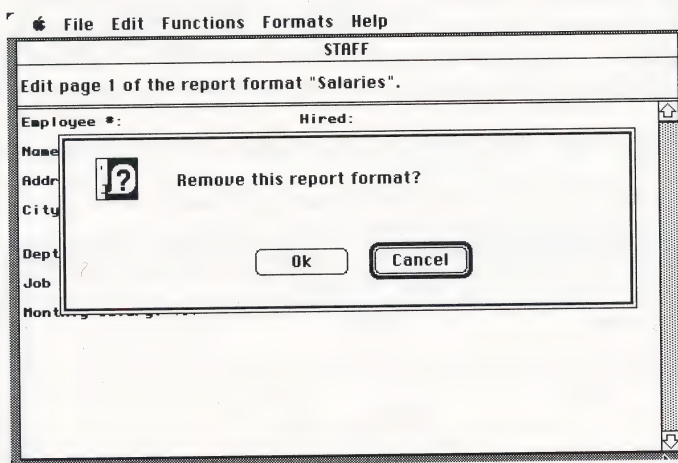 File Edit Functions Formats Help
STAFF
Edit page 1 of the report format "Salaries".
Employee #: Hired:
Name
Addr
City
Remove this report format?
Dept
Ok Cancel
Job